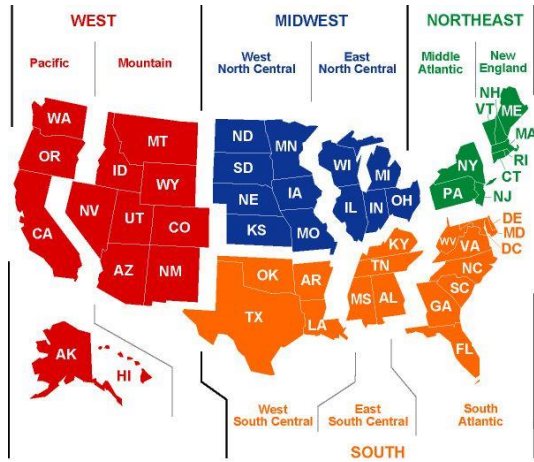 WEST
MIDWEST
NORTHEAST
Pacific
Mountain
West
North Central
East
North Central
Middle
Atlantic
New
England
WA
OR
CA
NV
ID
MT
WY
UT
CO
AZ
NM
AK
HI
ND
SD
NE
KS
MN
IA
MO
WI
MI
IL
IN
OH
NH
VT
ME
MA
RI
CT
NY
PA
NJ
OK
TX
AR
LA
KY
TN
MS
AL
DE
MD
DC
WV
VA
NC
SC
GA
FL
West
South Central
East
South Central
South
Atlantic
SOUTH